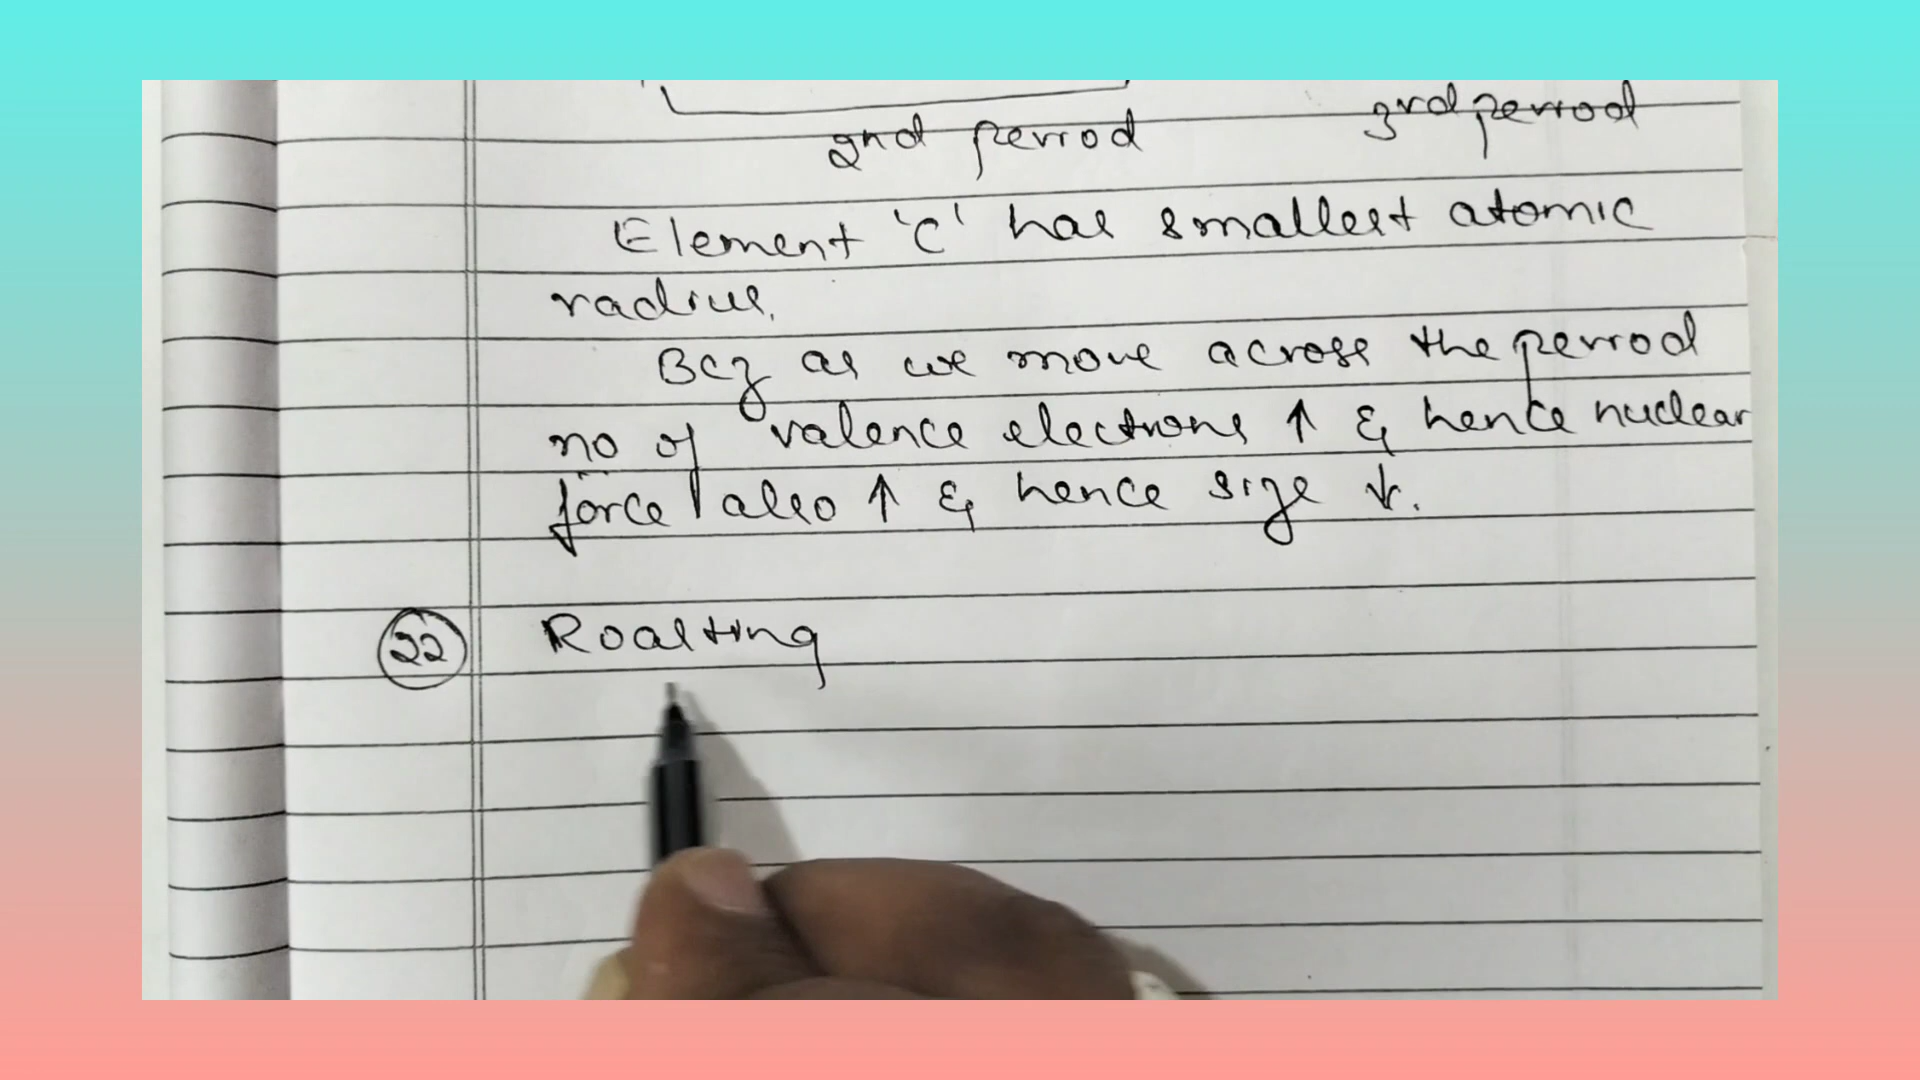 2nd period 3rd period
Element 'C' has smallest atomic
radius.
Bcz as we move across the period
no of valence electrons ↑ & hence nuclear
force also ↑ & hence size ↓.
22 Roasting